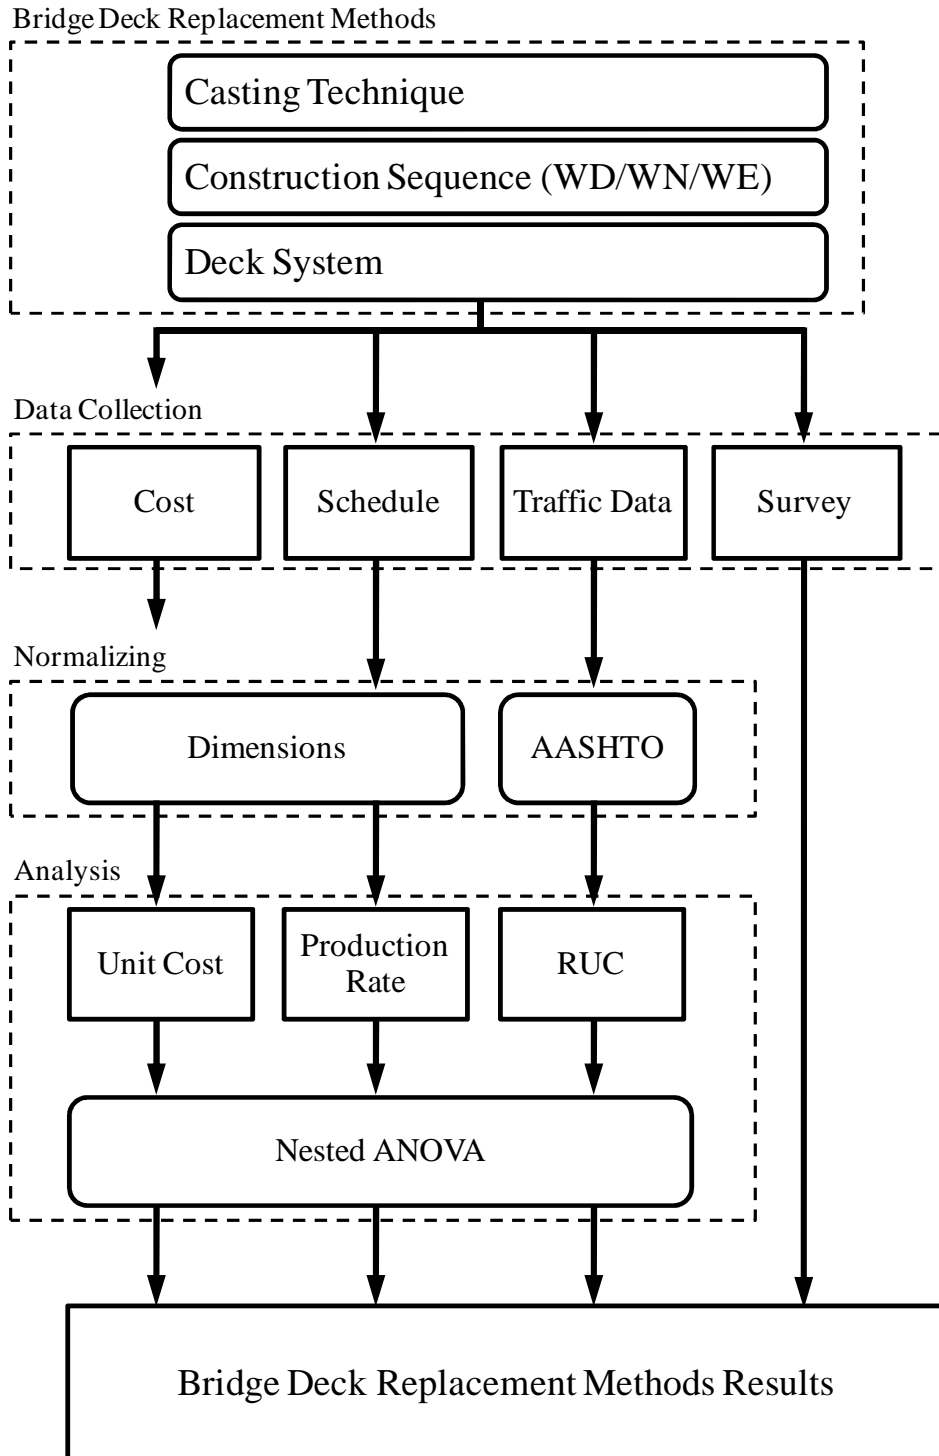 Bridge Deck Replacement Methods
Casting Technique
Construction Sequence (WD/WN/WE)
Deck System
Data Collection
Cost
Schedule
Traffic Data
Survey
Normalizing
Dimensions
AASHTO
Analysis
Unit Cost
Production
Rate
RUC
Nested ANOVA
Bridge Deck Replacement Methods Results